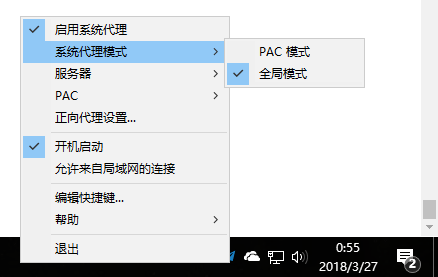 启用系统代理
系统代理模式
PAC 模式
全局模式
服务器
PAC
正向代理设置...
开机启动
允许来自局域网的连接
编辑快捷键...
帮助
退出
0:55
2018/3/27
2